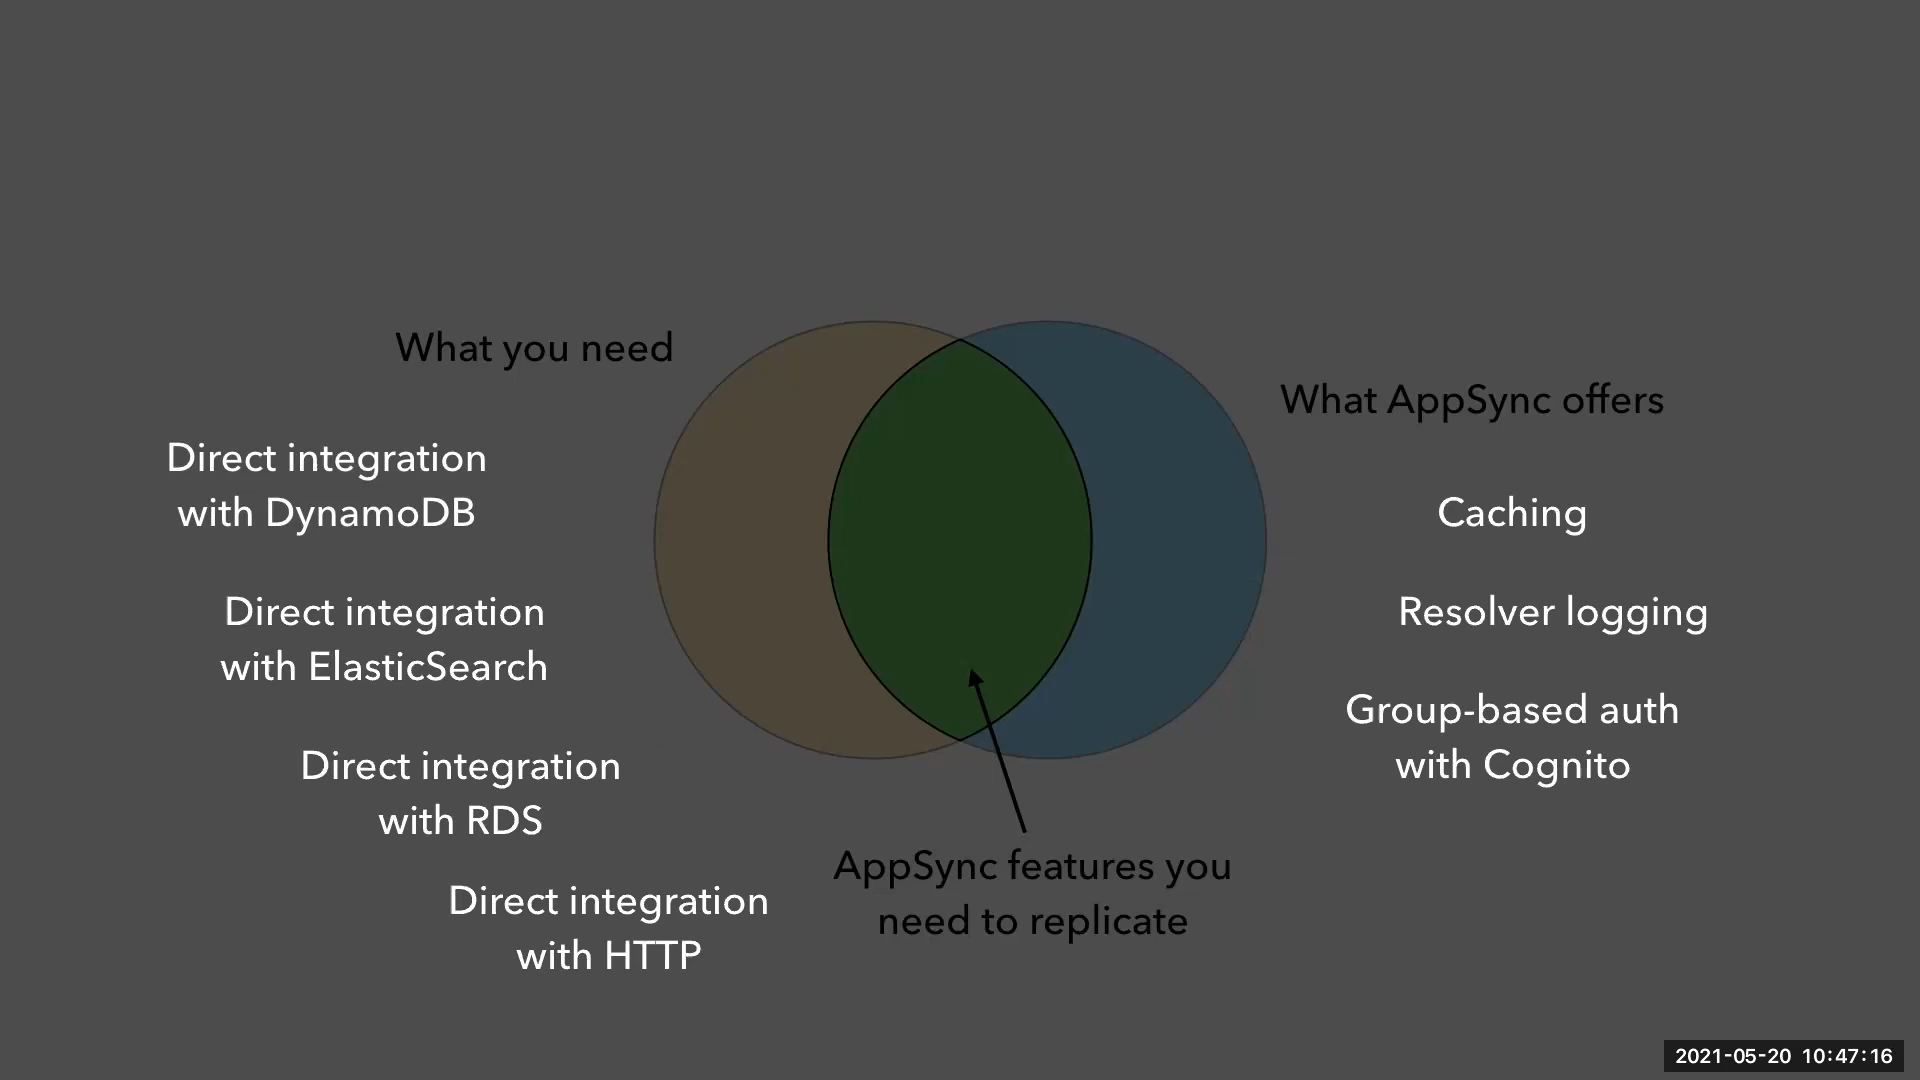 What you need
What AppSync offers
Direct integration
with DynamoDB
Caching
Direct integration
with ElasticSearch
Resolver logging
Group-based auth
with Cognito
Direct integration
with RDS
AppSync features you
need to replicate
Direct integration
with HTTP
2021-05-20 10:47:16